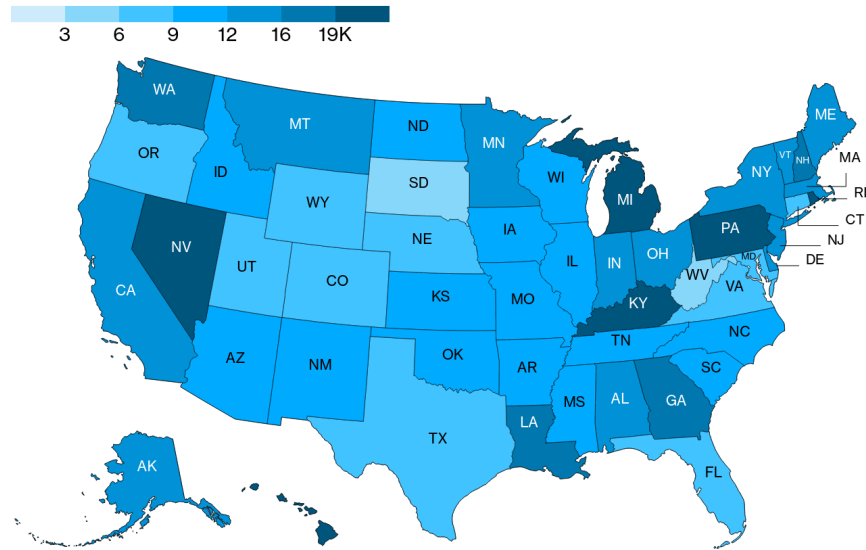 3 6 9 12 16 19K
WA
MT
ND
MN
ME
VT
NH
MA
OR
ID
SD
WI
NY
RI
WY
MI
CT
PA
NJ
NV
NE
IA
OH
MD
DE
UT
CO
IL
IN
WV
VA
CA
KS
MO
KY
NC
TN
AZ
NM
OK
AR
SC
MS
AL
GA
LA
TX
AK
FL